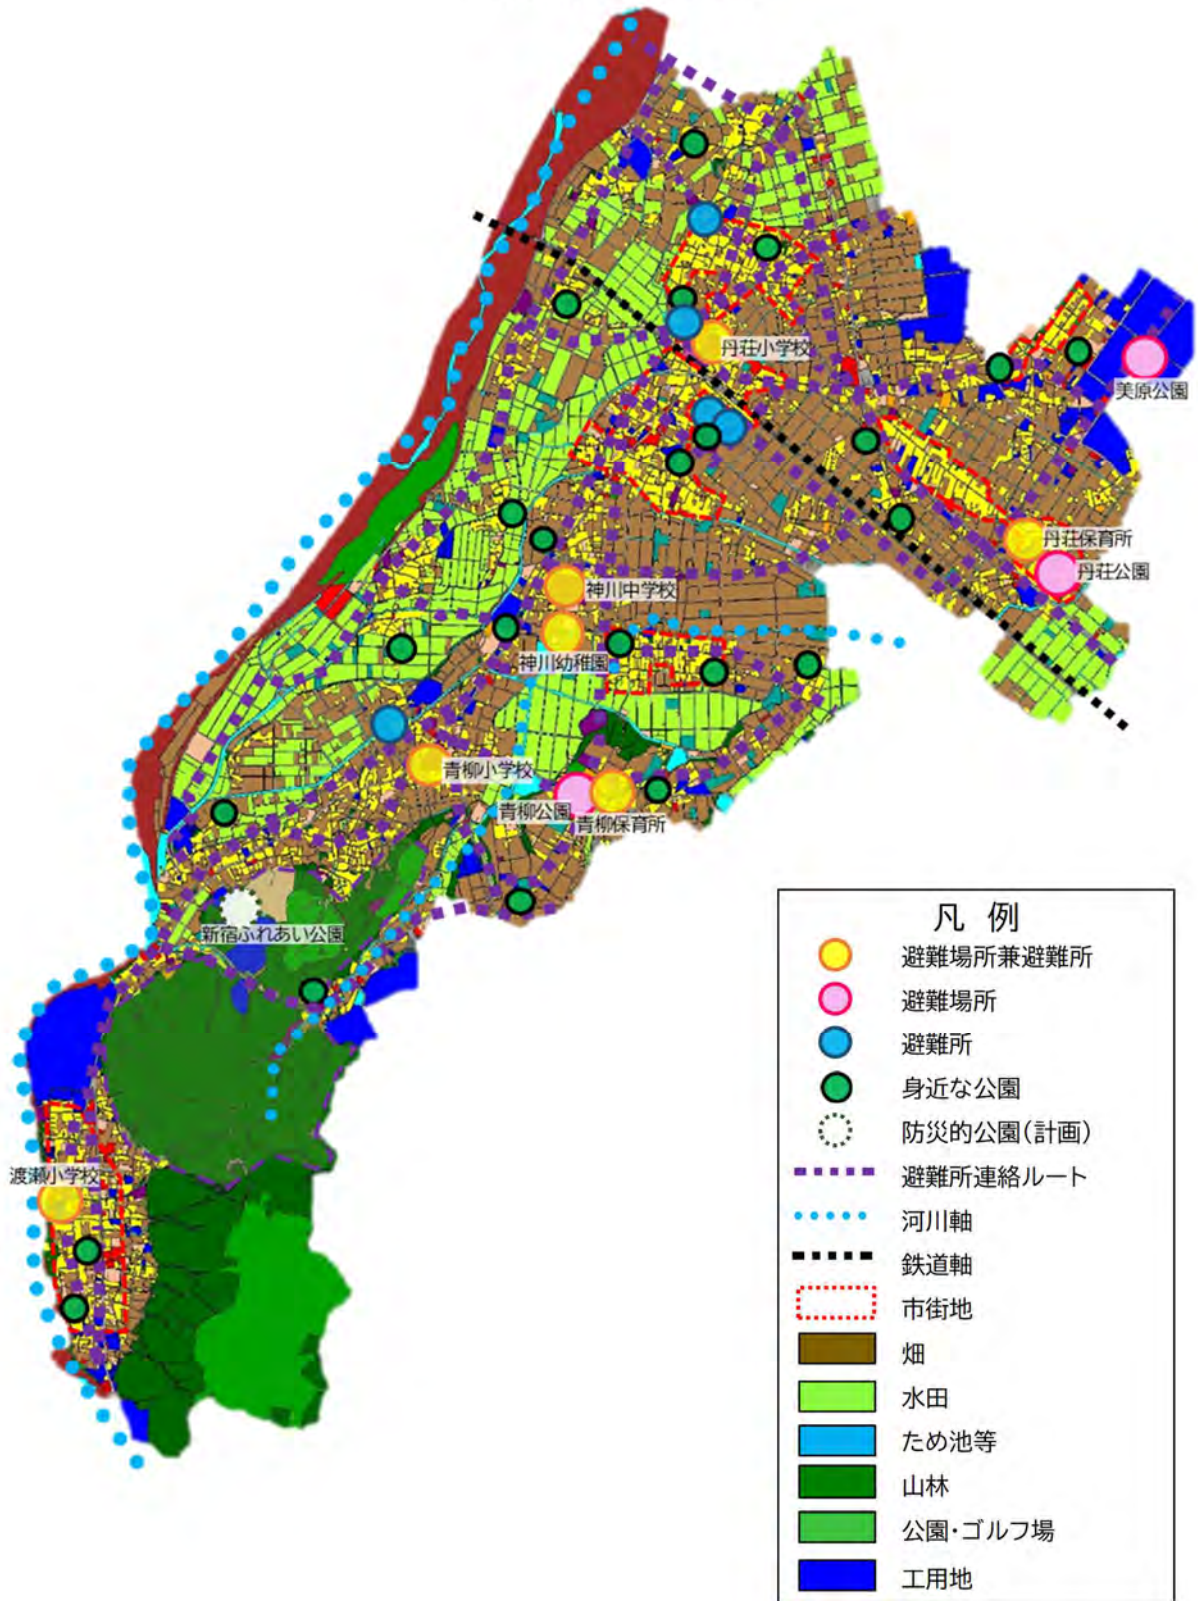 丹荘小学校
美原公園
丹荘保育所
丹荘公園
神川中学校
神川幼稚園
青柳小学校
青柳公園
青柳保育所
新宿ふれあい公園
渡瀬小学校
凡 例
避難場所兼避難所
避難場所
避難所
身近な公園
防災的公園(計画)
避難所連絡ルート
河川軸
鉄道軸
市街地
畑
水田
ため池等
山林
公園・ゴルフ場
工用地